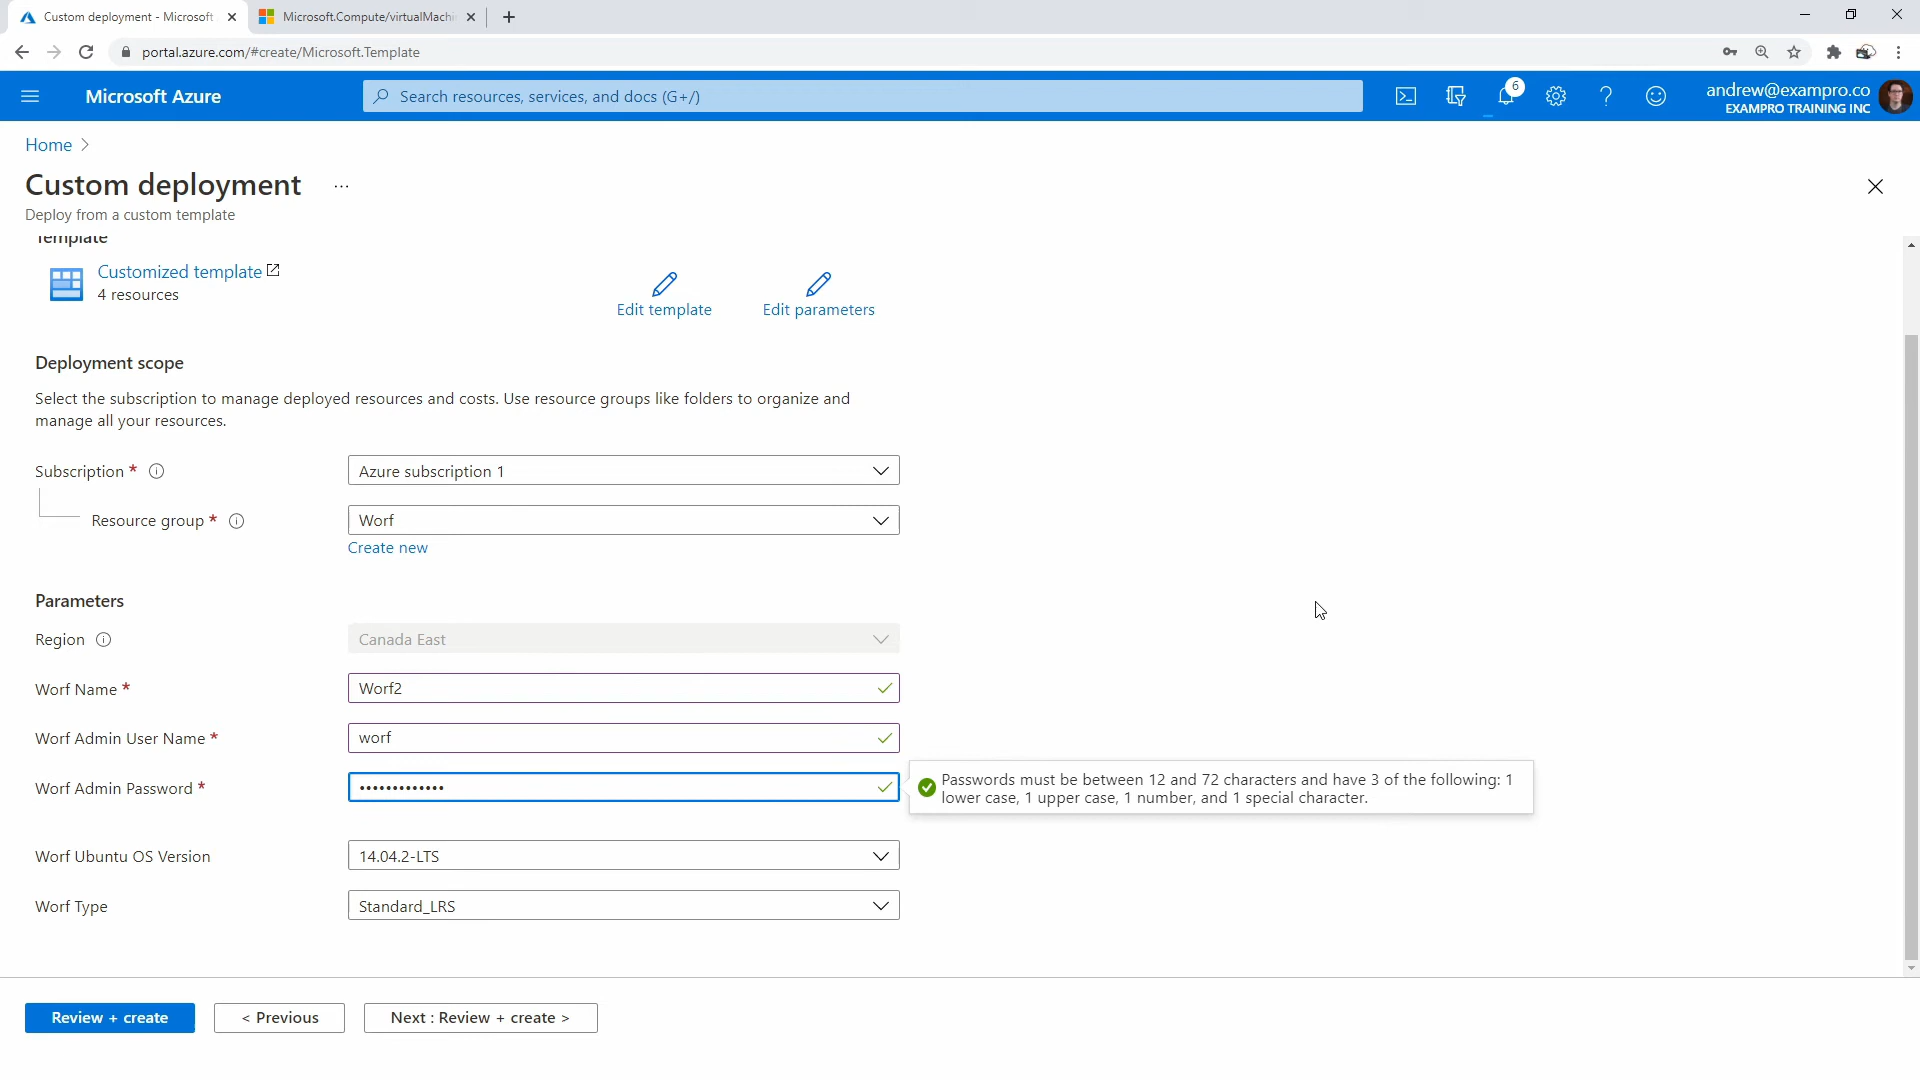 Custom deployment - Microsoft
Microsoft.Compute/virtualMachi
portal.azure.com/#create/Microsoft.Template
Microsoft Azure
Search resources, services, and docs (G+/)
6
andrew@exampro.co
EXAMPRO TRAINING INC
Home
Custom deployment
...
Deploy from a custom template
Template
Customized template
4 resources
Edit template
Edit parameters
Deployment scope
Select the subscription to manage deployed resources and costs. Use resource groups like folders to organize and
manage all your resources.
Subscription *
Azure subscription 1
Resource group *
Worf
Create new
Parameters
Region
Canada East
Worf Name *
Worf2
Worf Admin User Name *
worf
Worf Admin Password *
•••••••••••••
Passwords must be between 12 and 72 characters and have 3 of the following: 1
lower case, 1 upper case, 1 number, and 1 special character.
Worf Ubuntu OS Version
14.04.2-LTS
Worf Type
Standard_LRS
Review + create
< Previous
Next : Review + create >